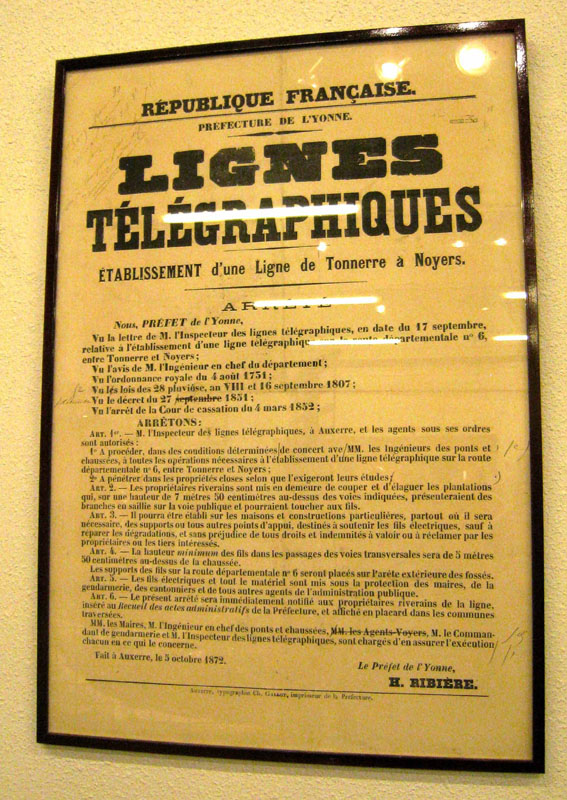 RÉPUBLIQUE FRANÇAISE.
PRÉFECTURE DE L'YONNE.
LIGNES
TÉLÉGRAPHIQUES
ÉTABLISSEMENT d'une Ligne de Tonnerre à Noyers.
ARRÊTÉ
Nous, PRÉFET de l'Yonne,
Vu la lettre de M. l'Inspecteur des lignes télégraphiques, en date du 17 septembre,
relative à l'établissement d'une ligne télégraphique sur la route départementale n° 6,
entre Tonnerre et Noyers;
Vu l'avis de M. l'Ingénieur en chef du département;
Vu l'ordonnance royale du 4 août 1731;
Vu les lois des 28 pluviôse, an VIII et 16 septembre 1807;
Vu le décret du 27 septembre 1851;
Vu l'arrêt de la Cour de cassation du 4 mars 1852;
ARRÊTONS:
ART. 1er. — M. l'Inspecteur des lignes télégraphiques, à Auxerre, et les agents sous ses ordres
sont autorisés:
1° A procéder, dans des conditions déterminées de concert ave MM. les Ingénieurs des ponts et
chaussées, à toutes les opérations nécessaires à l'établissement d'une ligne télégraphique sur la route
départementale n° 6, entre Tonnerre et Noyers;
2° A pénétrer dans les propriétés closes selon que l'exigeront leurs études;
ART. 2. — Les propriétaires riverains sont mis en demeure de couper et d'élaguer les plantations
qui, sur une hauteur de 7 mètres 50 centimètres au-dessus des voies indiquées, présenteraient des
branches en saillie sur la voie publique et pourraient toucher aux fils.
ART. 3. — Il pourra être établi sur les maisons et constructions particulières, partout où il sera
nécessaire, des supports ou tous autres points d'appui, destinés à soutenir les fils électriques, sauf à
réparer les dégradations, et sans préjudice de tous droits et indemnités à valoir ou à réclamer par les
propriétaires ou les tiers intéressés.
ART. 4. — La hauteur minimum des fils dans les passages des voies transversales sera de 5 mètres
50 centimètres au-dessus de la chaussée.
Les supports des fils sur la route départementale n° 6 seront placés sur l'arête extérieure des fossés.
ART. 5. — Les fils électriques et tout le matériel sont mis sous la protection des maires, de la
gendarmerie, des cantonniers et de tous autres agents de l'administration publique.
ART. 6. — Le présent arrêté sera immédiatement notifié aux propriétaires riverains de la ligne,
inséré au Recueil des actes administratifs de la Préfecture, et affiché en placard dans les communes
traversées.
MM. les Maires, M. l'Ingénieur en chef des ponts et chaussées, MM. les Agents-Voyers, M. le Comman-
dant de gendarmerie et M. l'Inspecteur des lignes télégraphiques, sont chargés d'en assurer l'exécution
chacun en ce qui le concerne.
Fait à Auxerre, le 5 octobre 1872.
Le Préfet de l'Yonne,
H. RIBIÈRE.
Auxerre, typographie Ch. GALLOT, imprimeur de la Préfecture.